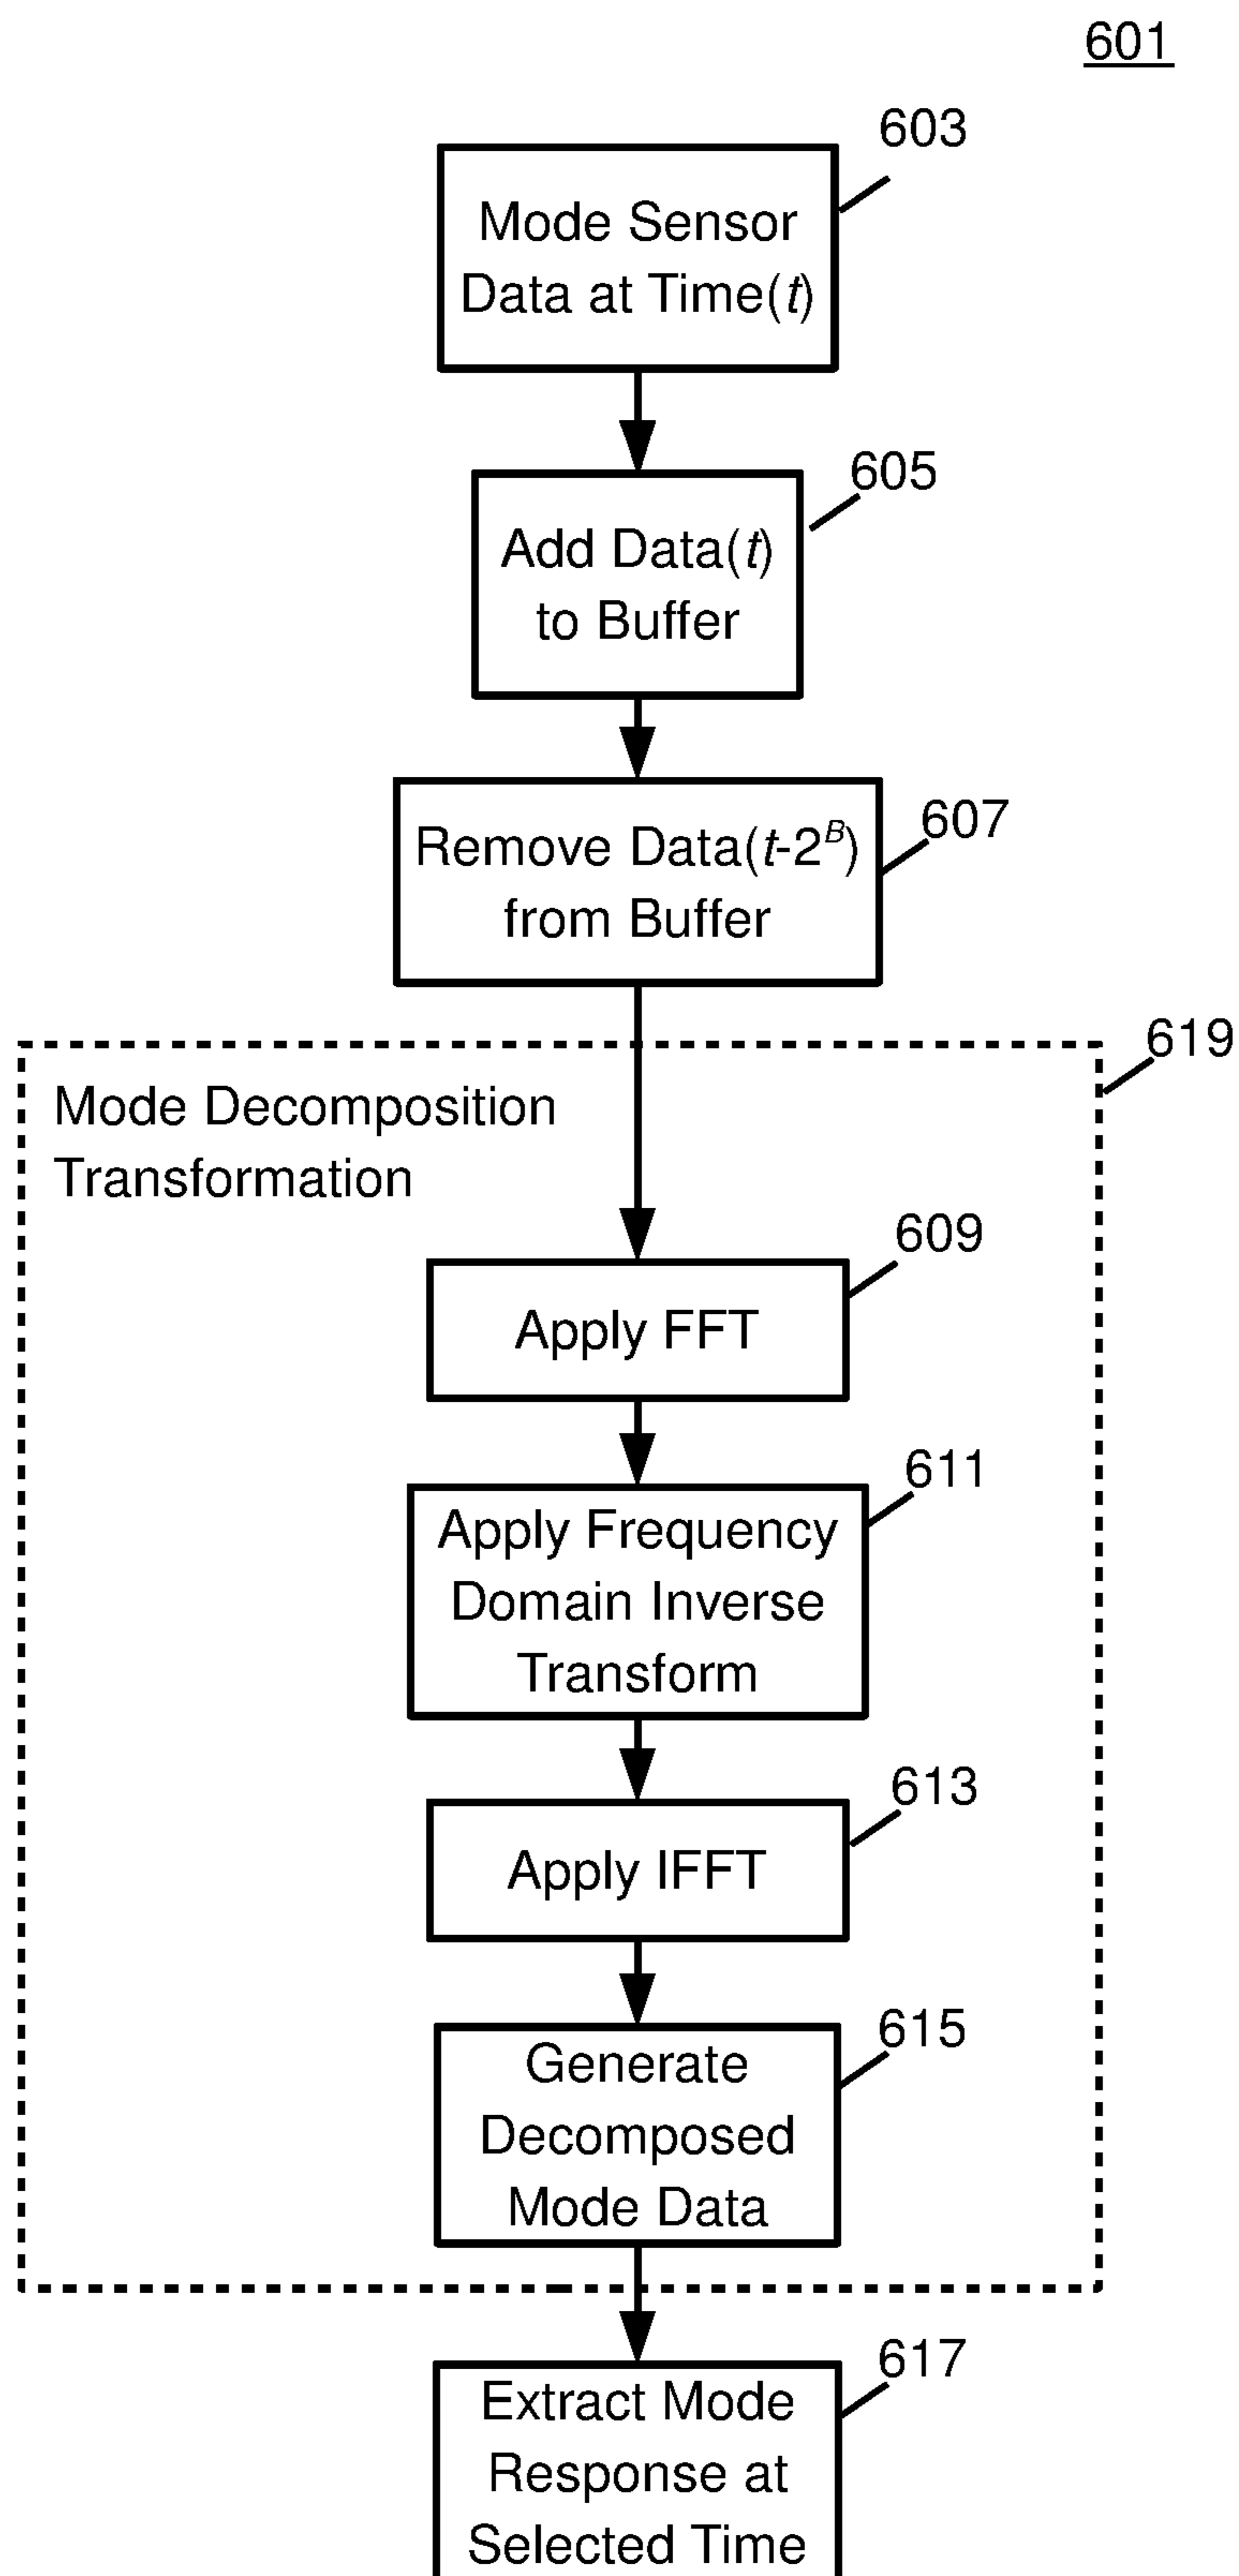 601
603
Mode Sensor
Data at Time(t)
605
Add Data(t)
to Buffer
607
Remove Data(t-2^B)
from Buffer
619
Mode Decomposition
Transformation
609
Apply FFT
611
Apply Frequency
Domain Inverse
Transform
613
Apply IFFT
615
Generate
Decomposed
Mode Data
617
Extract Mode
Response at
Selected Time